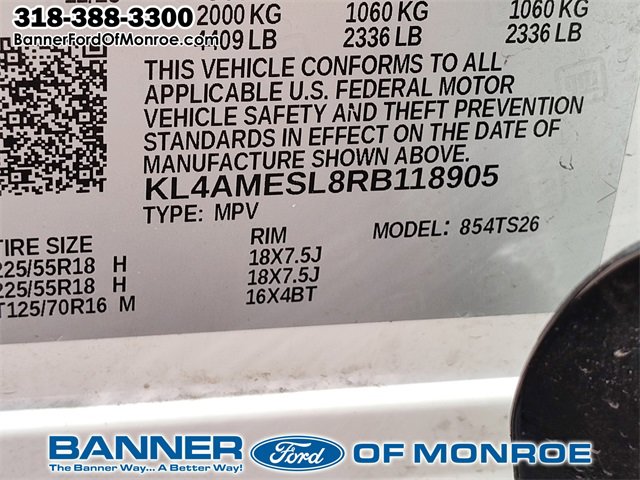 318-388-3300
BannerFordOfMonroe.com
2000 KG 1060 KG 1060 KG
09 LB 2336 LB 2336 LB
THIS VEHICLE CONFORMS TO ALL
APPLICABLE U.S. FEDERAL MOTOR
VEHICLE SAFETY AND THEFT PREVENTION
STANDARDS IN EFFECT ON THE DATE OF
MANUFACTURE SHOWN ABOVE.
KL4AMESL8RB118905
TYPE: MPV MODEL: 854TS26
TIRE SIZE RIM
225/55R18 H 18X7.5J
225/55R18 H 18X7.5J
T125/70R16 M 16X4BT
BANNER Ford OF MONROE
The Banner Way... A Better Way!